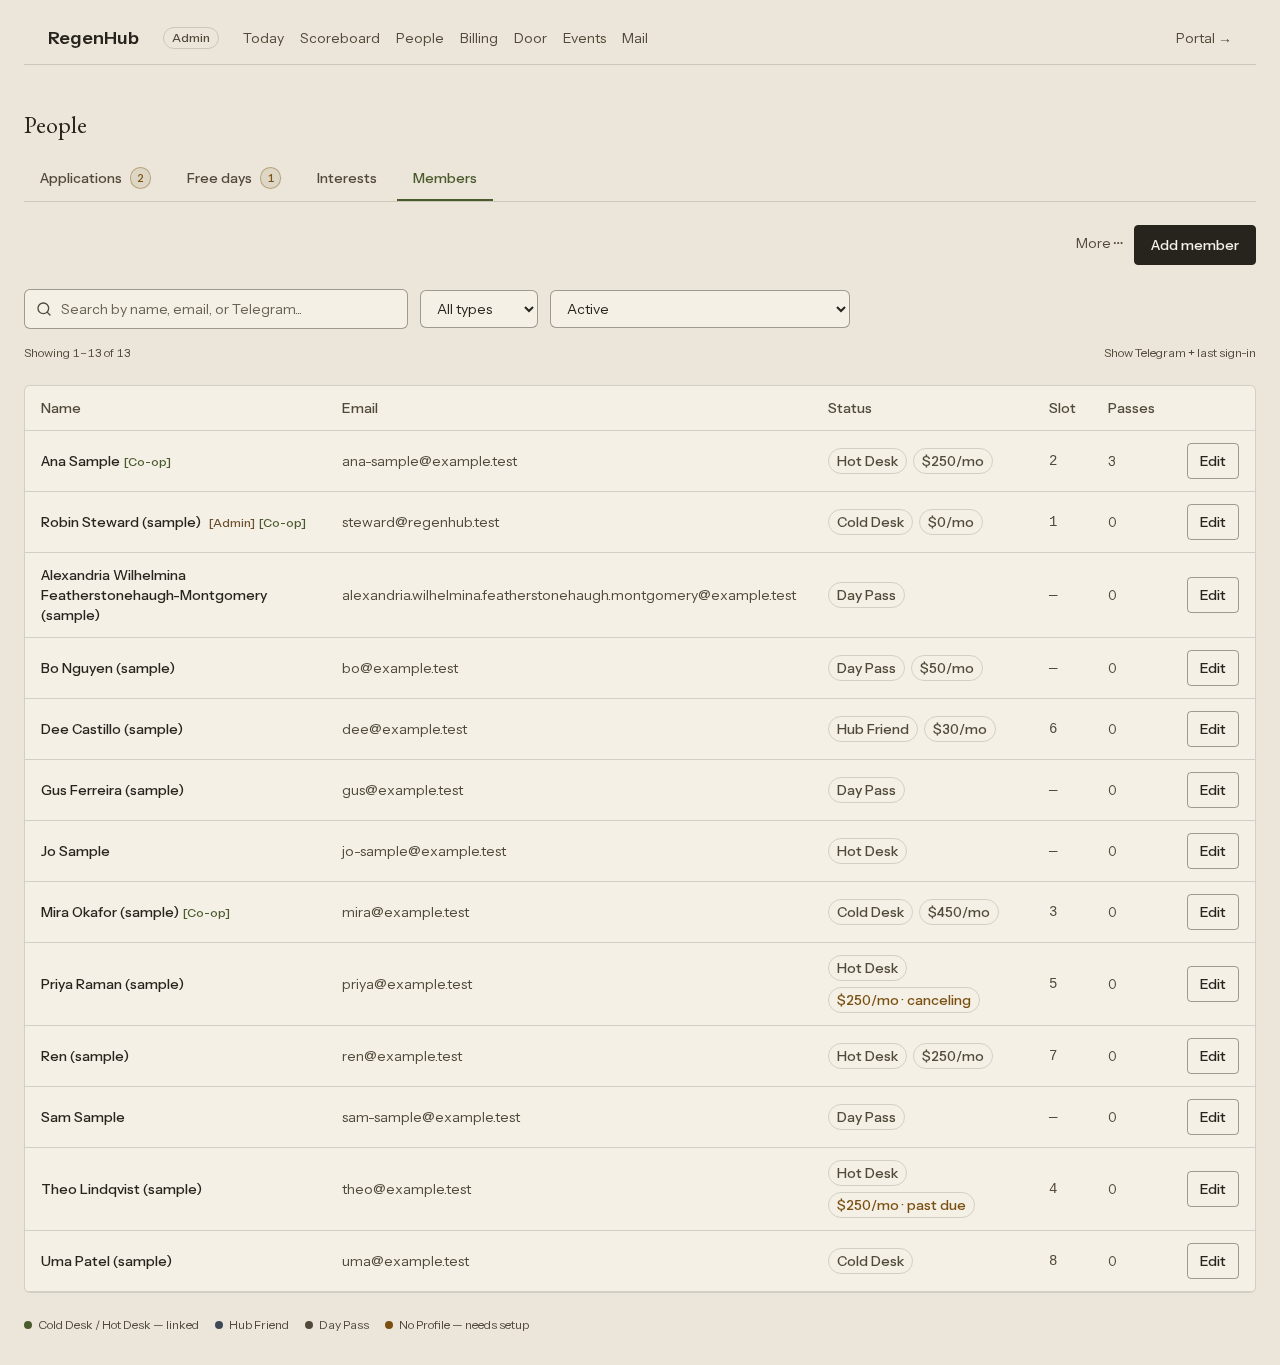 RegenHub Admin Today Scoreboard People Billing Door Events Mail Portal →
People
Applications 2 Free days 1 Interests Members
More ··· Add member
Search by name, email, or Telegram... All types Active
Showing 1–13 of 13 Show Telegram + last sign-in
Name Email Status Slot Passes
Ana Sample [Co-op] ana-sample@example.test Hot Desk $250/mo 2 3 Edit
Robin Steward (sample) [Admin] [Co-op] steward@regenhub.test Cold Desk $0/mo 1 0 Edit
Alexandria Wilhelmina
Featherstonehaugh-Montgomery
(sample)
alexandria.wilhelmina.featherstonehaugh.montgomery@example.test Day Pass — 0 Edit
Bo Nguyen (sample) bo@example.test Day Pass $50/mo — 0 Edit
Dee Castillo (sample) dee@example.test Hub Friend $30/mo 6 0 Edit
Gus Ferreira (sample) gus@example.test Day Pass — 0 Edit
Jo Sample jo-sample@example.test Hot Desk — 0 Edit
Mira Okafor (sample) [Co-op] mira@example.test Cold Desk $450/mo 3 0 Edit
Priya Raman (sample) priya@example.test Hot Desk
$250/mo · canceling 5 0 Edit
Ren (sample) ren@example.test Hot Desk $250/mo 7 0 Edit
Sam Sample sam-sample@example.test Day Pass — 0 Edit
Theo Lindqvist (sample) theo@example.test Hot Desk
$250/mo · past due 4 0 Edit
Uma Patel (sample) uma@example.test Cold Desk 8 0 Edit
Cold Desk / Hot Desk — linked Hub Friend Day Pass No Profile — needs setup